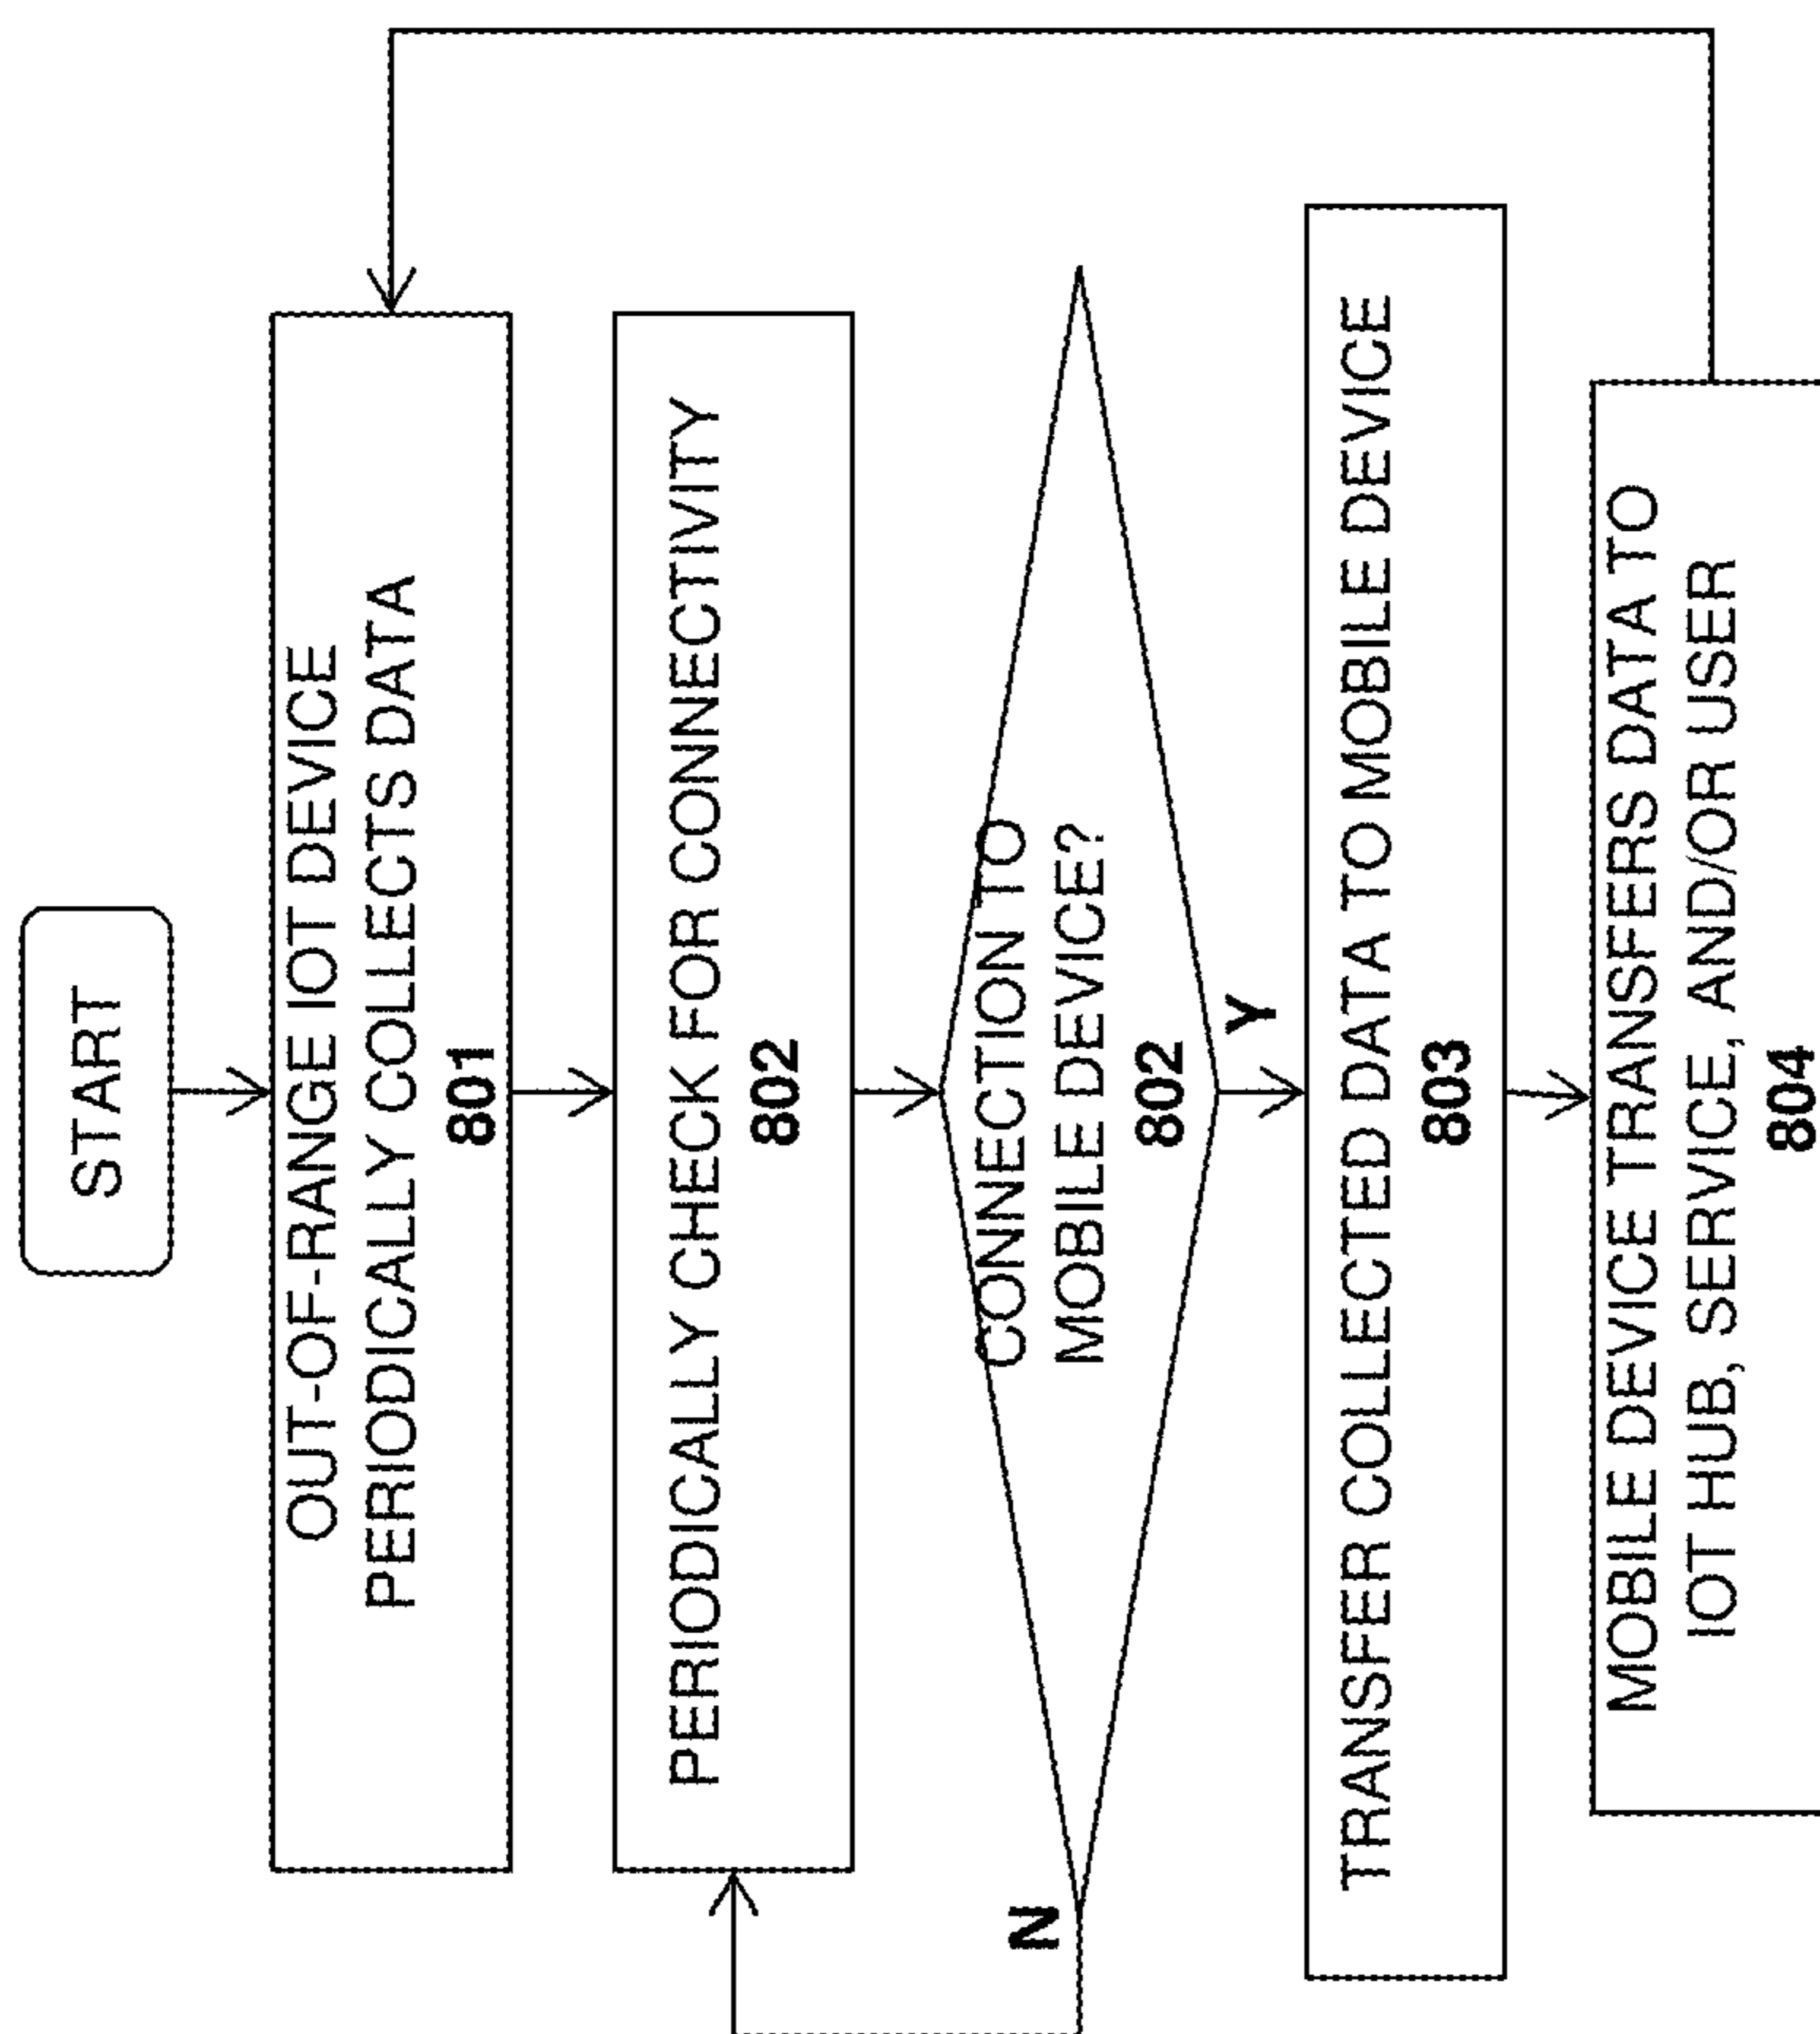 START
OUT-OF-RANGE IOT DEVICE
PERIODICALLY COLLECTS DATA
801
PERIODICALLY CHECK FOR CONNECTIVITY
802
CONNECTION TO
MOBILE DEVICE?
802
N
Y
TRANSFER COLLECTED DATA TO MOBILE DEVICE
803
MOBILE DEVICE TRANSFERS DATA TO
IOT HUB, SERVICE, AND/OR USER
804